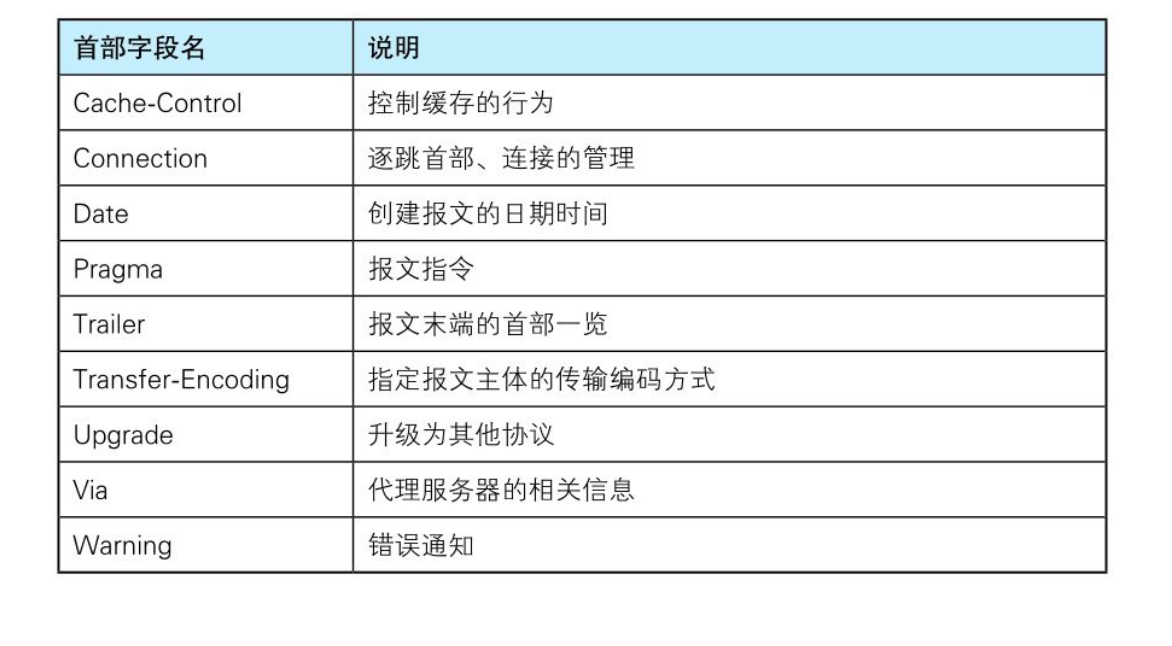 首部字段名 说明
Cache-Control 控制缓存的行为
Connection 逐跳首部、连接的管理
Date 创建报文的日期时间
Pragma 报文指令
Trailer 报文末端的首部一览
Transfer-Encoding 指定报文主体的传输编码方式
Upgrade 升级为其他协议
Via 代理服务器的相关信息
Warning 错误通知